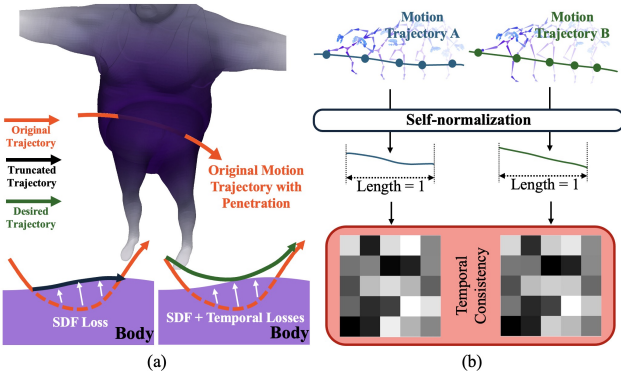 Original
Trajectory
Truncated
Trajectory
Desired
Trajectory
Original Motion
Trajectory with
Penetration
SDF Loss
Body
SDF + Temporal Losses
Body
(a)
Motion
Trajectory A
Motion
Trajectory B
Self-normalization
Length = 1
Length = 1
Temporal
Consistency
(b)